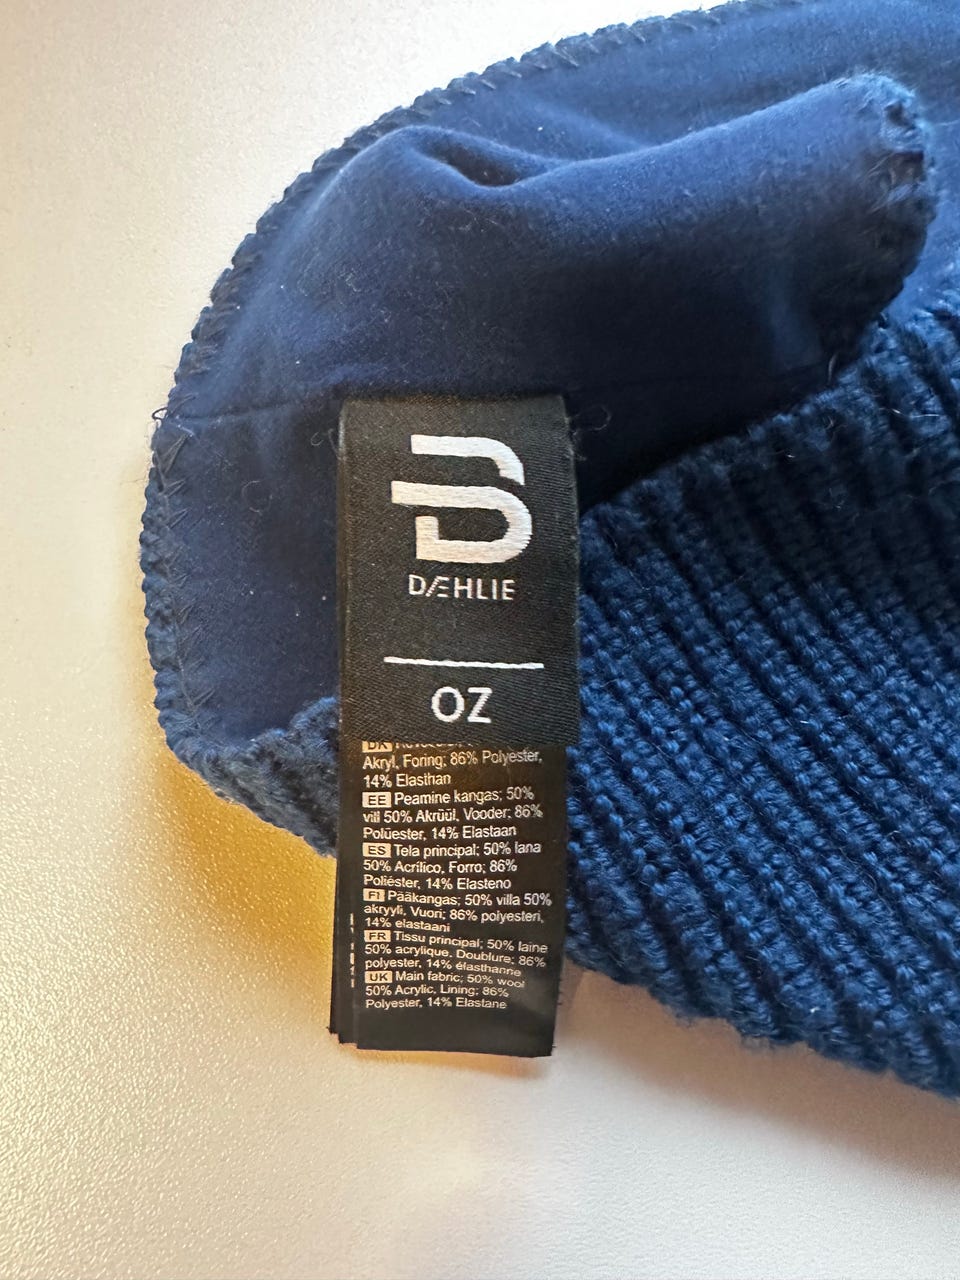 DÆHLIE
OZ
DK
Akryl, Foring; 86% Polyester,
14% Elasthan
EE Peamine kangas; 50%
vill 50% Akrüül, Vooder; 86%
Polüester, 14% Elastaan
ES Tela principal; 50% lana
50% Acrílico, Forro; 86%
Poliéster, 14% Elasteno
FI Pääkangas; 50% villa 50%
akryyli, Vuori; 86% polyesteri,
14% elastaani
FR Tissu principal; 50% laine
50% acrylique, Doublure; 86%
polyester, 14% élasthanne
UK Main fabric; 50% wool
50% Acrylic, Lining; 86%
Polyester, 14% Elastane